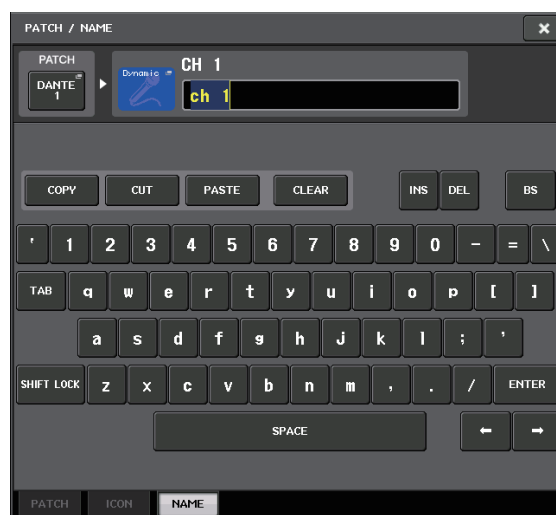 PATCH / NAME
PATCH
DANTE 1
Dynamic
CH 1
ch 1
COPY CUT PASTE CLEAR INS DEL BS
' 1 2 3 4 5 6 7 8 9 0 - = \
TAB q w e r t y u i o p [ ]
a s d f g h j k l ; '
SHIFT LOCK z x c v b n m , . / ENTER
SPACE ← →
PATCH ICON NAME